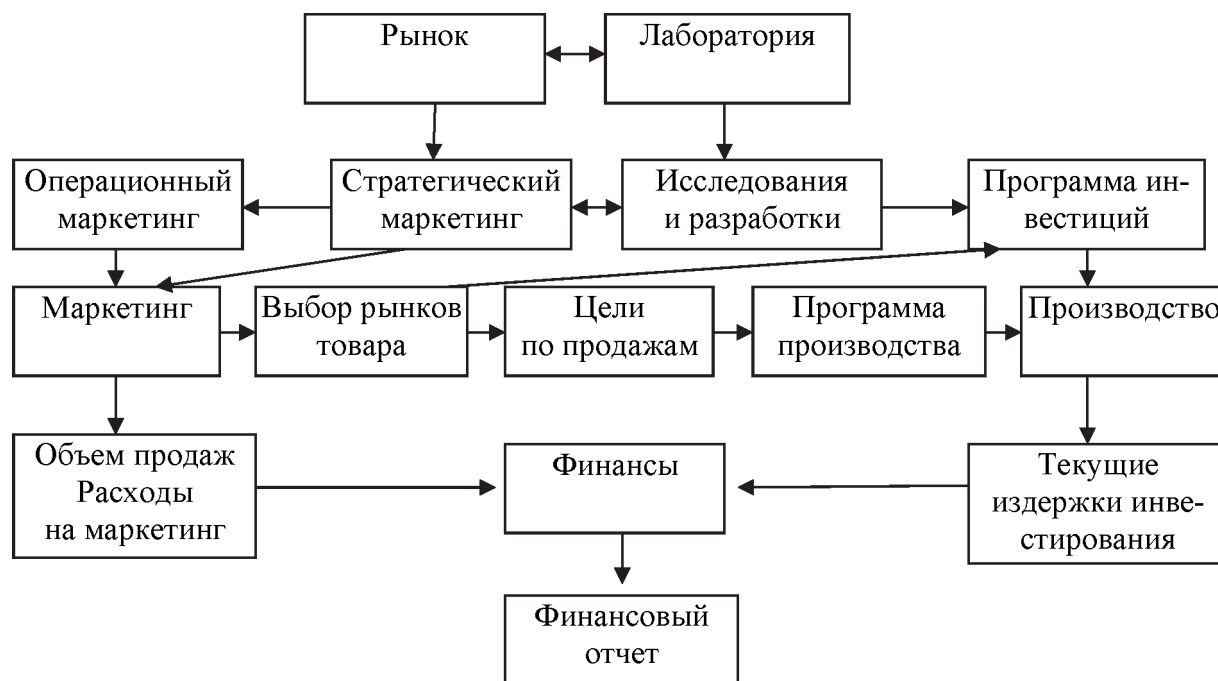 Рынок
Лаборатория
Операционный
маркетинг
Стратегический
маркетинг
Исследования
и разработки
Программа ин-
вестиций
Маркетинг
Выбор рынков
товара
Цели
по продажам
Программа
производства
Производство
Объем продаж
Расходы
на маркетинг
Финансы
Текущие
издержки инве-
стирования
Финансовый
отчет